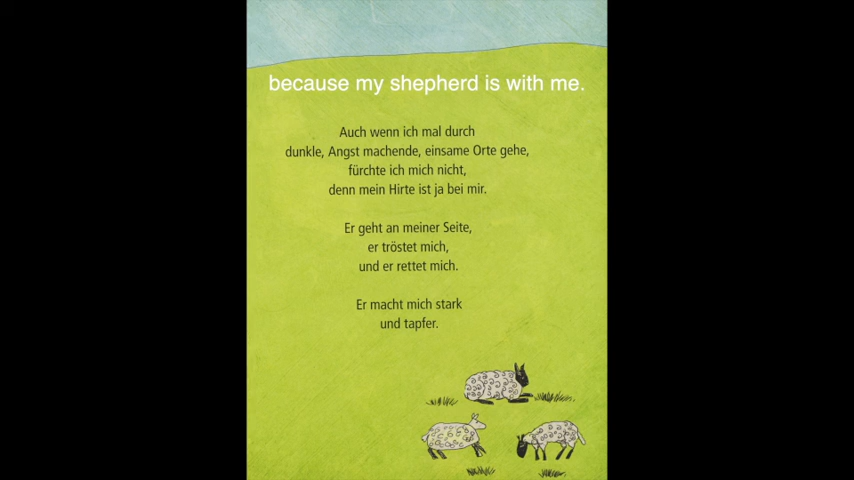 because my shepherd is with me.
Auch wenn ich mal durch
dunkle, Angst machende, einsame Orte gehe,
fürchte ich mich nicht,
denn mein Hirte ist ja bei mir.
Er geht an meiner Seite,
er tröstet mich,
und er rettet mich.
Er macht mich stark
und tapfer.